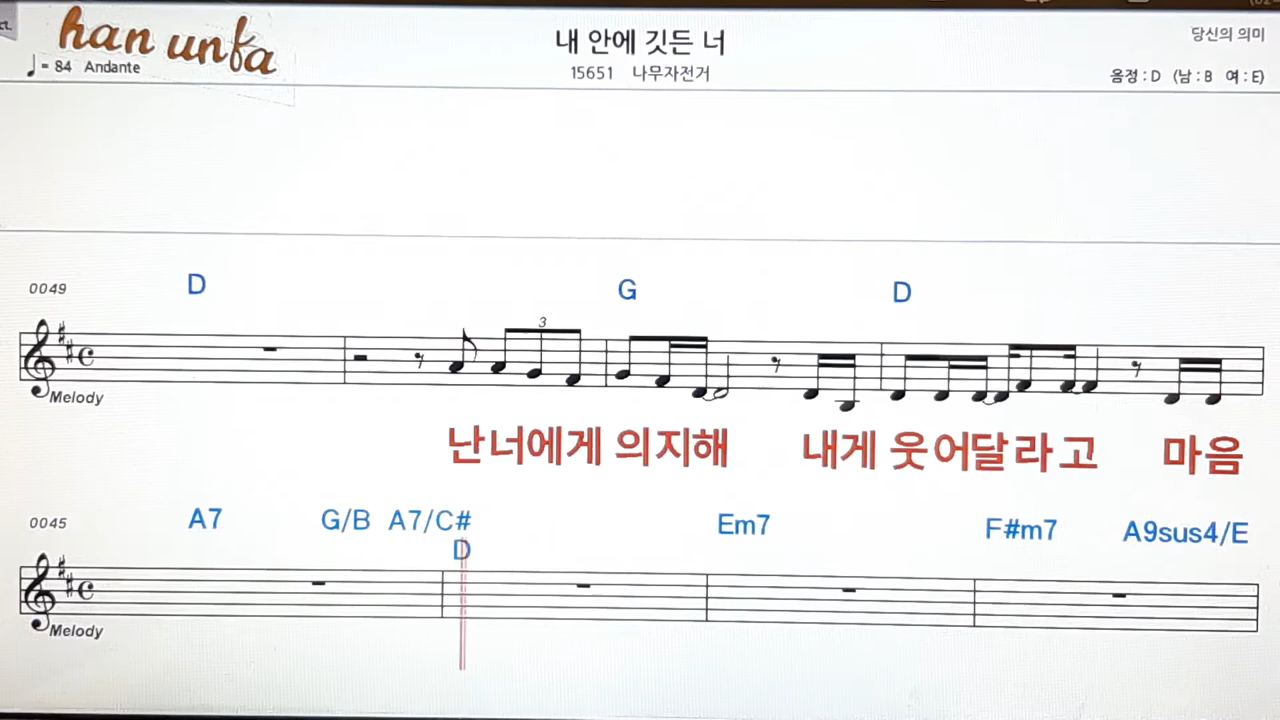 han unfa
♩= 84 Andante
내 안에 깃든 너
15651 나무자전거
당신의 의미
음정 : D (남 : B 여 : E)
0049
D G D
3
Melody
난너에게 의지해 내게 웃어달라고 마음
0045
A7 G/B A7/C# Em7 F#m7 A9sus4/E
D
Melody